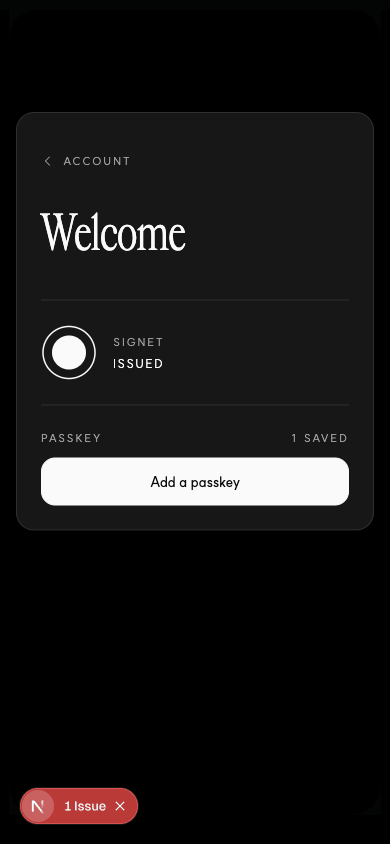 ACCOUNT
Welcome
SIGNET
ISSUED
PASSKEY 1 SAVED
Add a passkey
N 1 Issue